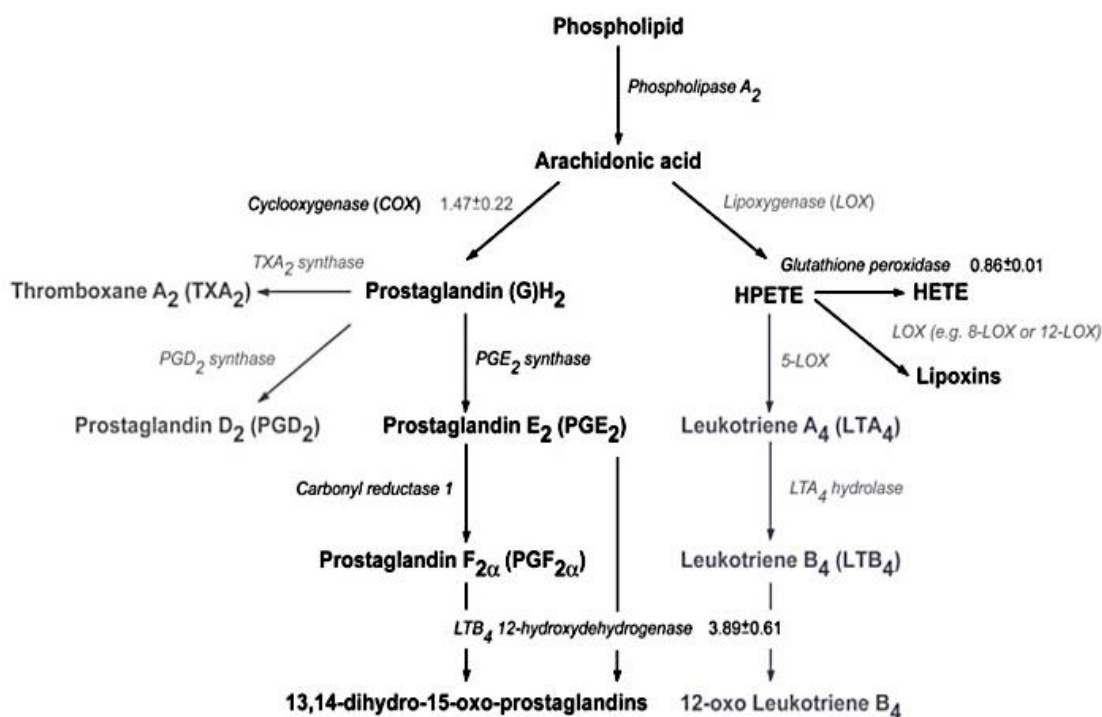 Phospholipid
Phospholipase A2
Arachidonic acid
Cyclooxygenase (COX) 1.47±0.22
Lipoxygenase (LOX)
TXA2 synthase
Glutathione peroxidase 0.86±0.01
Thromboxane A2 (TXA2)
Prostaglandin (G)H2
HPETE
HETE
PGD2 synthase
PGE2 synthase
5-LOX
LOX (e.g. 8-LOX or 12-LOX)
Lipoxins
Prostaglandin D2 (PGD2)
Prostaglandin E2 (PGE2)
Leukotriene A4 (LTA4)
Carbonyl reductase 1
LTA4 hydrolase
Prostaglandin F2α (PGF2α)
Leukotriene B4 (LTB4)
LTB4 12-hydroxydehydrogenase 3.89±0.61
13,14-dihydro-15-oxo-prostaglandins
12-oxo Leukotriene B4